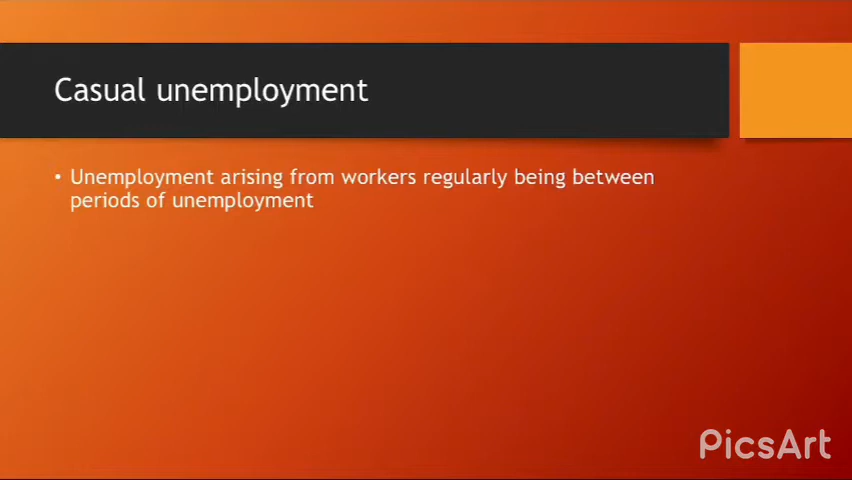 Casual unemployment
• Unemployment arising from workers regularly being between
periods of unemployment
PicsArt